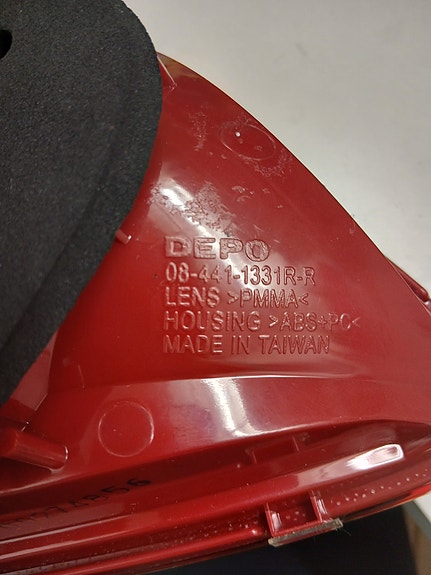 DEPO
08-441-1331R-R
LENS >PMMA<
HOUSING >ABS+PC<
MADE IN TAIWAN